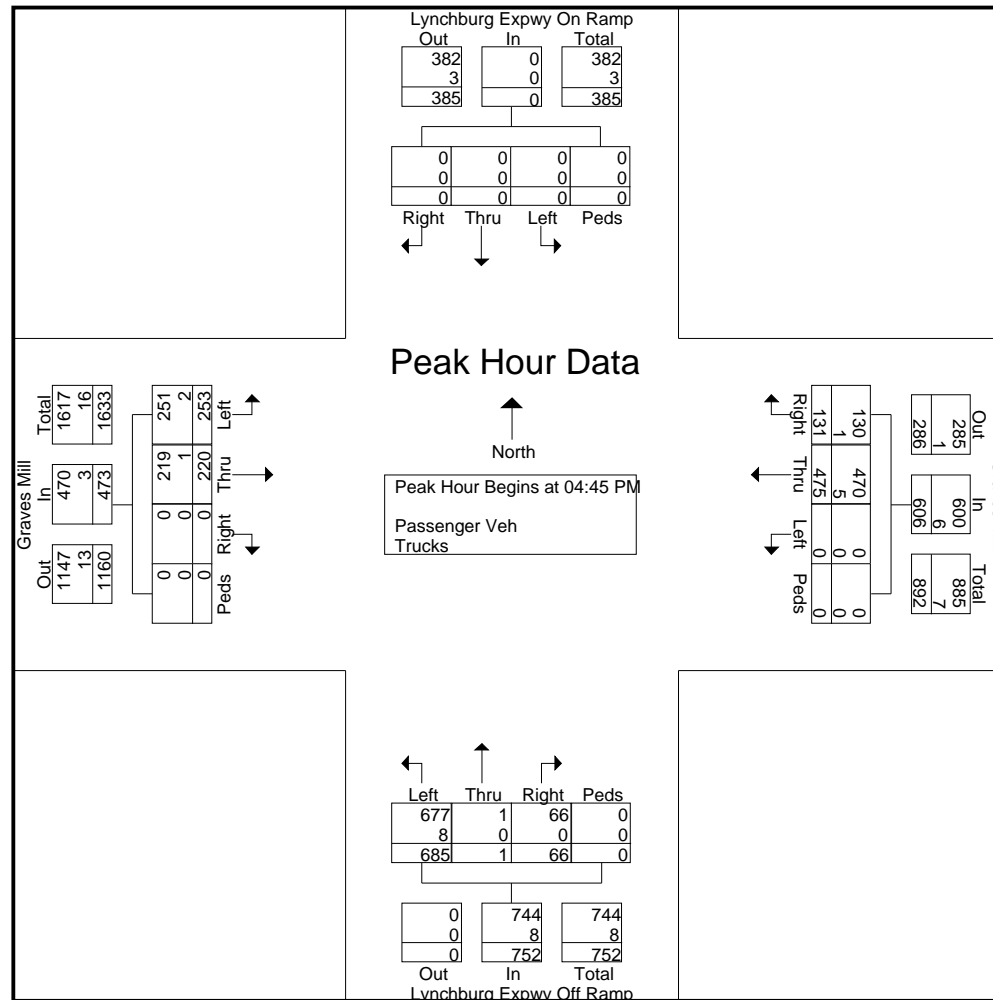 Lynchburg Expwy On Ramp
Out In Total
382 0 382
3 0 3
385 0 385
0 0 0 0
0 0 0 0
0 0 0 0
Right Thru Left Peds
Peak Hour Data
North
Peak Hour Begins at 04:45 PM
Passenger Veh
Trucks
Graves Mill
Out In Total
1147 470 1617
13 3 16
1160 473 1633
251 219 0 0
2 1 0 0
253 220 0 0
Left Thru Right Peds
Out In Total
285 600 885
1 6 7
286 606 892
130 470 0 0
1 5 0 0
131 475 0 0
Right Thru Left Peds
Left Thru Right Peds
677 1 66 0
8 0 0 0
685 1 66 0
0 744 744
0 8 8
0 752 752
Out In Total
Lynchburg Expwy Off Ramp